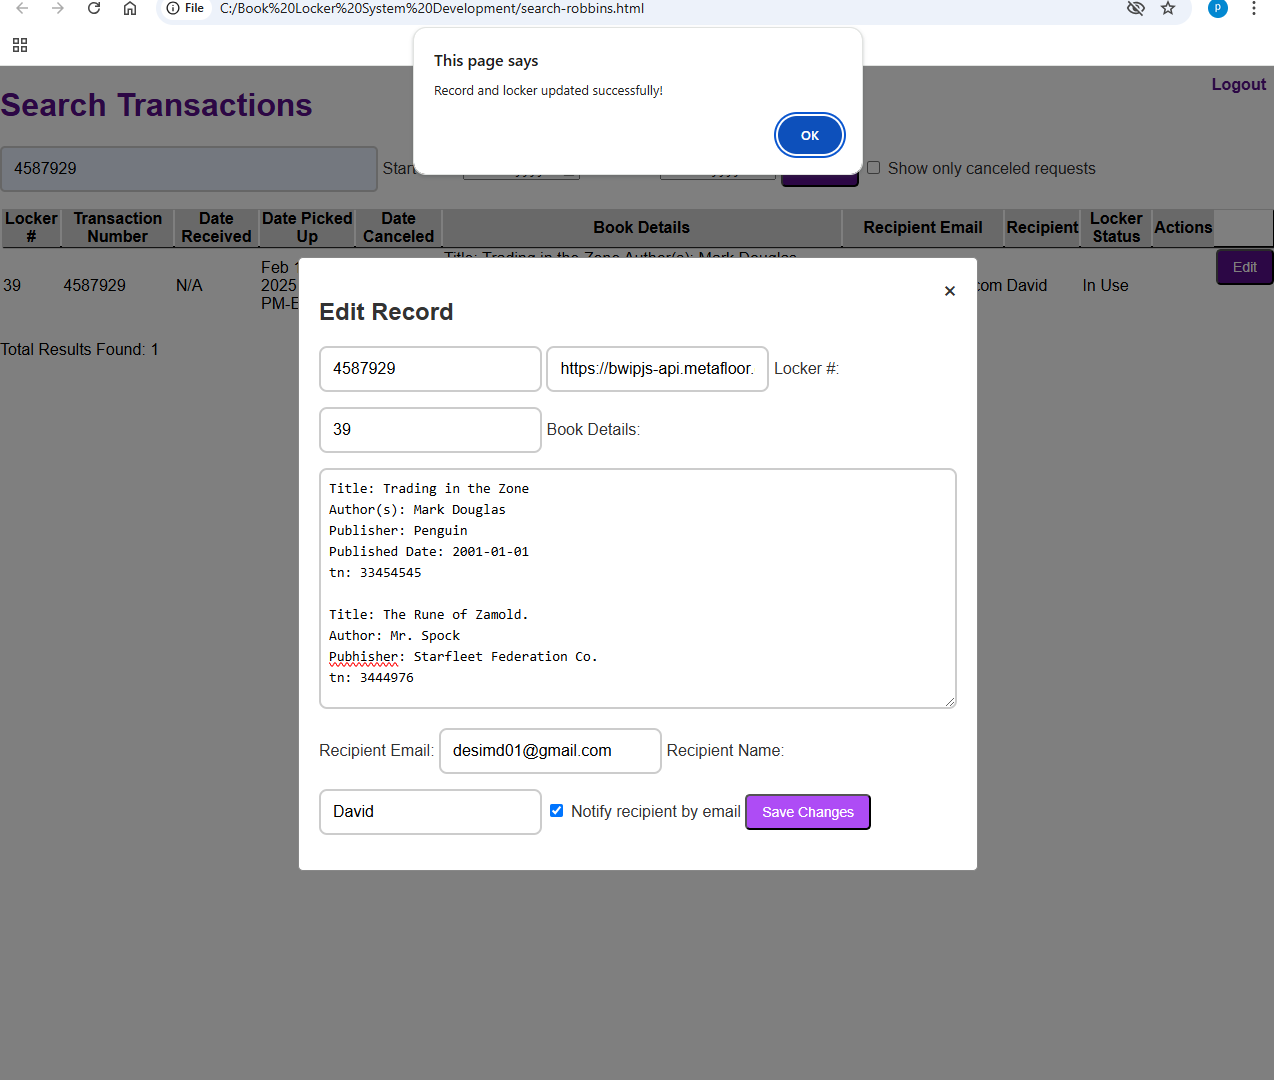 File C:/Book%20Locker%20System%20Development/search-robbins.html
p
This page says
Record and locker updated successfully!
OK
Logout
Search Transactions
4587929 Start Show only canceled requests
Locker # Transaction Number Date Received Date Picked Up Date Canceled Book Details Recipient Email Recipient Locker Status Actions
Title: Trading in the Zone Author(s): Mark Douglas
39 4587929 N/A Feb 2025 PM-E com David In Use Edit
Total Results Found: 1
×
Edit Record
4587929 https://bwipjs-api.metafloor. Locker #:
39 Book Details:
Title: Trading in the Zone
Author(s): Mark Douglas
Publisher: Penguin
Published Date: 2001-01-01
tn: 33454545
Title: The Rune of Zamold.
Author: Mr. Spock
Pubhisher: Starfleet Federation Co.
tn: 3444976
Recipient Email: desimd01@gmail.com Recipient Name:
David Notify recipient by email Save Changes